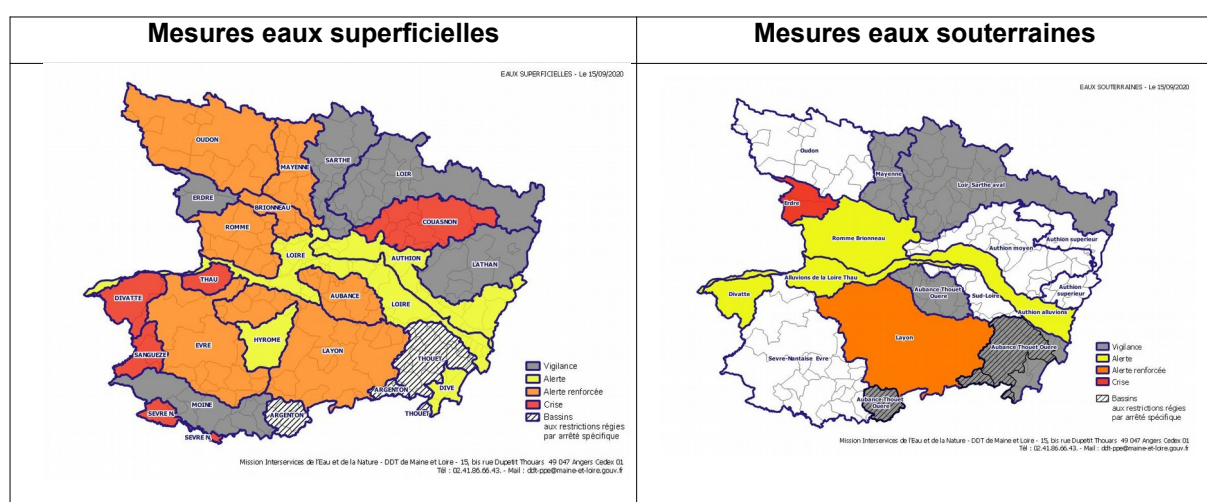 Mesures eaux superficielles
EAUX SUPERFICIELLES - Le 15/09/2020
OUDON
MAYENNE
SARTHE
LOIR
ERDRE
BRIONNEAU
COUASNON
ROMME
LOIRE
AUTHION
LATHAN
THAU
DIVATTE
AUBANCE
LOIRE
HYROME
EVRE
LAYON
THOUET
SANGUEZE
MOINE
ARGENTON
DIVE
SEVRE N
ARGENTON
THOUET
SEVRE N
Vigilance
Alerte
Alerte renforcée
Crise
Bassins
aux restrictions régies
par arrêté spécifique
Mission Interservices de l'Eau et de la Nature - DDT de Maine et Loire - 15, bis rue Dupetit Thouars 49 047 Angers Cedex 01
Tél : 02.41.86.66.43. - Mail : ddt-ppe@maine-et-loire.gouv.fr
Mesures eaux souterraines
EAUX SOUTERRAINES - Le 15/09/2020
Oudon
Mayenne
Loir Sarthe aval
Erdre
Romme Brionneau
Authion moyen
Authion superieur
Alluvions de la Loire Thau
Authion
superieur
Divatte
Aubance Thouet
Ouere
Sud-Loire
Authion alluvions
Layon
Aubance Thouet Ouère
Sevre-Nantaise Evre
Aubance Thouet
Ouère
Vigilance
Alerte
Alerte renforcée
Crise
Bassins
aux restrictions régies
par arrêté spécifique
Mission Interservices de l'Eau et de la Nature - DDT de Maine et Loire - 15, bis rue Dupetit Thouars 49 047 Angers Cedex 01
Tél : 02.41.86.66.43. - Mail : ddt-ppe@maine-et-loire.gouv.fr